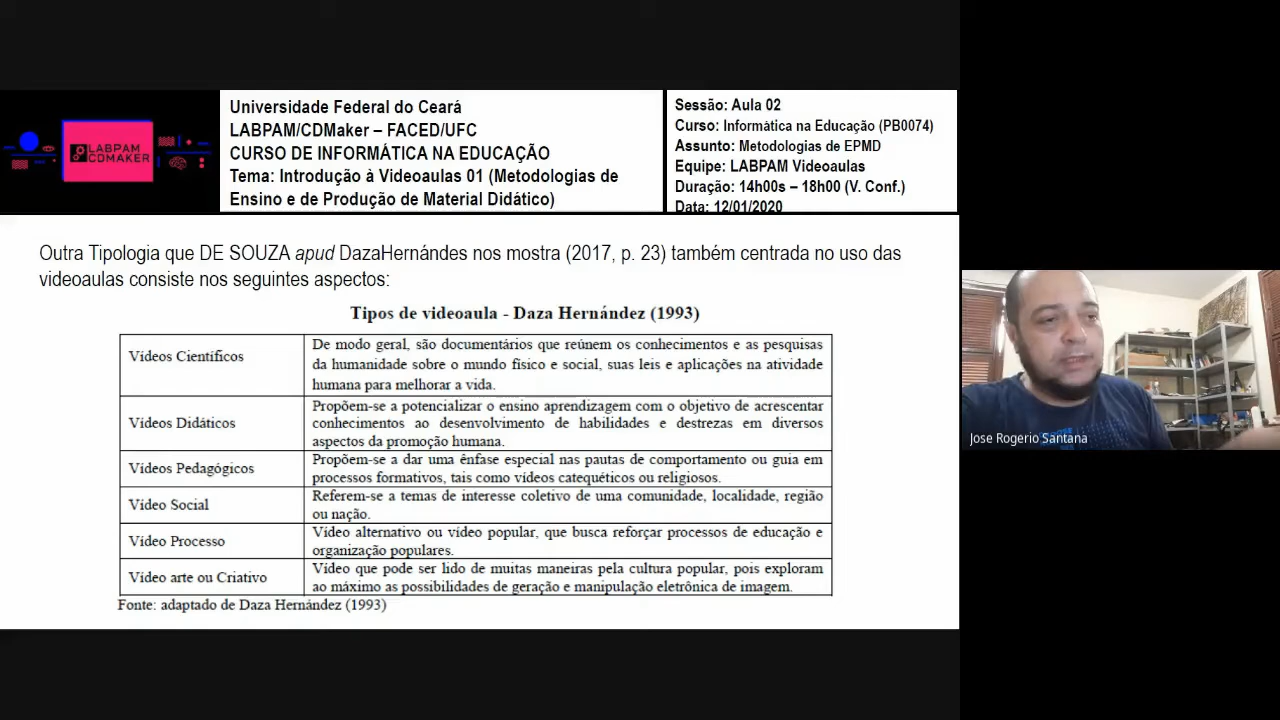 LABPAM
CDMAKER
Universidade Federal do Ceará
LABPAM/CDMaker – FACED/UFC
CURSO DE INFORMÁTICA NA EDUCAÇÃO
Tema: Introdução à Videoaulas 01 (Metodologias de
Ensino e de Produção de Material Didático)
Sessão: Aula 02
Curso: Informática na Educação (PB0074)
Assunto: Metodologias de EPMD
Equipe: LABPAM Videoaulas
Duração: 14h00s – 18h00 (V. Conf.)
Data: 12/01/2020
Outra Tipologia que DE SOUZA apud DazaHernándes nos mostra (2017, p. 23) também centrada no uso das
videoaulas consiste nos seguintes aspectos:
Tipos de videoaula - Daza Hernández (1993)
Vídeos Científicos
De modo geral, são documentários que reúnem os conhecimentos e as pesquisas
da humanidade sobre o mundo físico e social, suas leis e aplicações na atividade
humana para melhorar a vida.
Vídeos Didáticos
Propõem-se a potencializar o ensino aprendizagem com o objetivo de acrescentar
conhecimentos ao desenvolvimento de habilidades e destrezas em diversos
aspectos da promoção humana.
Vídeos Pedagógicos
Propõem-se a dar uma ênfase especial nas pautas de comportamento ou guia em
processos formativos, tais como vídeos catequéticos ou religiosos.
Vídeo Social
Referem-se a temas de interesse coletivo de uma comunidade, localidade, região
ou nação.
Vídeo Processo
Vídeo alternativo ou vídeo popular, que busca reforçar processos de educação e
organização populares.
Vídeo arte ou Criativo
Vídeo que pode ser lido de muitas maneiras pela cultura popular, pois exploram
ao máximo as possibilidades de geração e manipulação eletrônica de imagem.
Fonte: adaptado de Daza Hernández (1993)
Jose Rogerio Santana